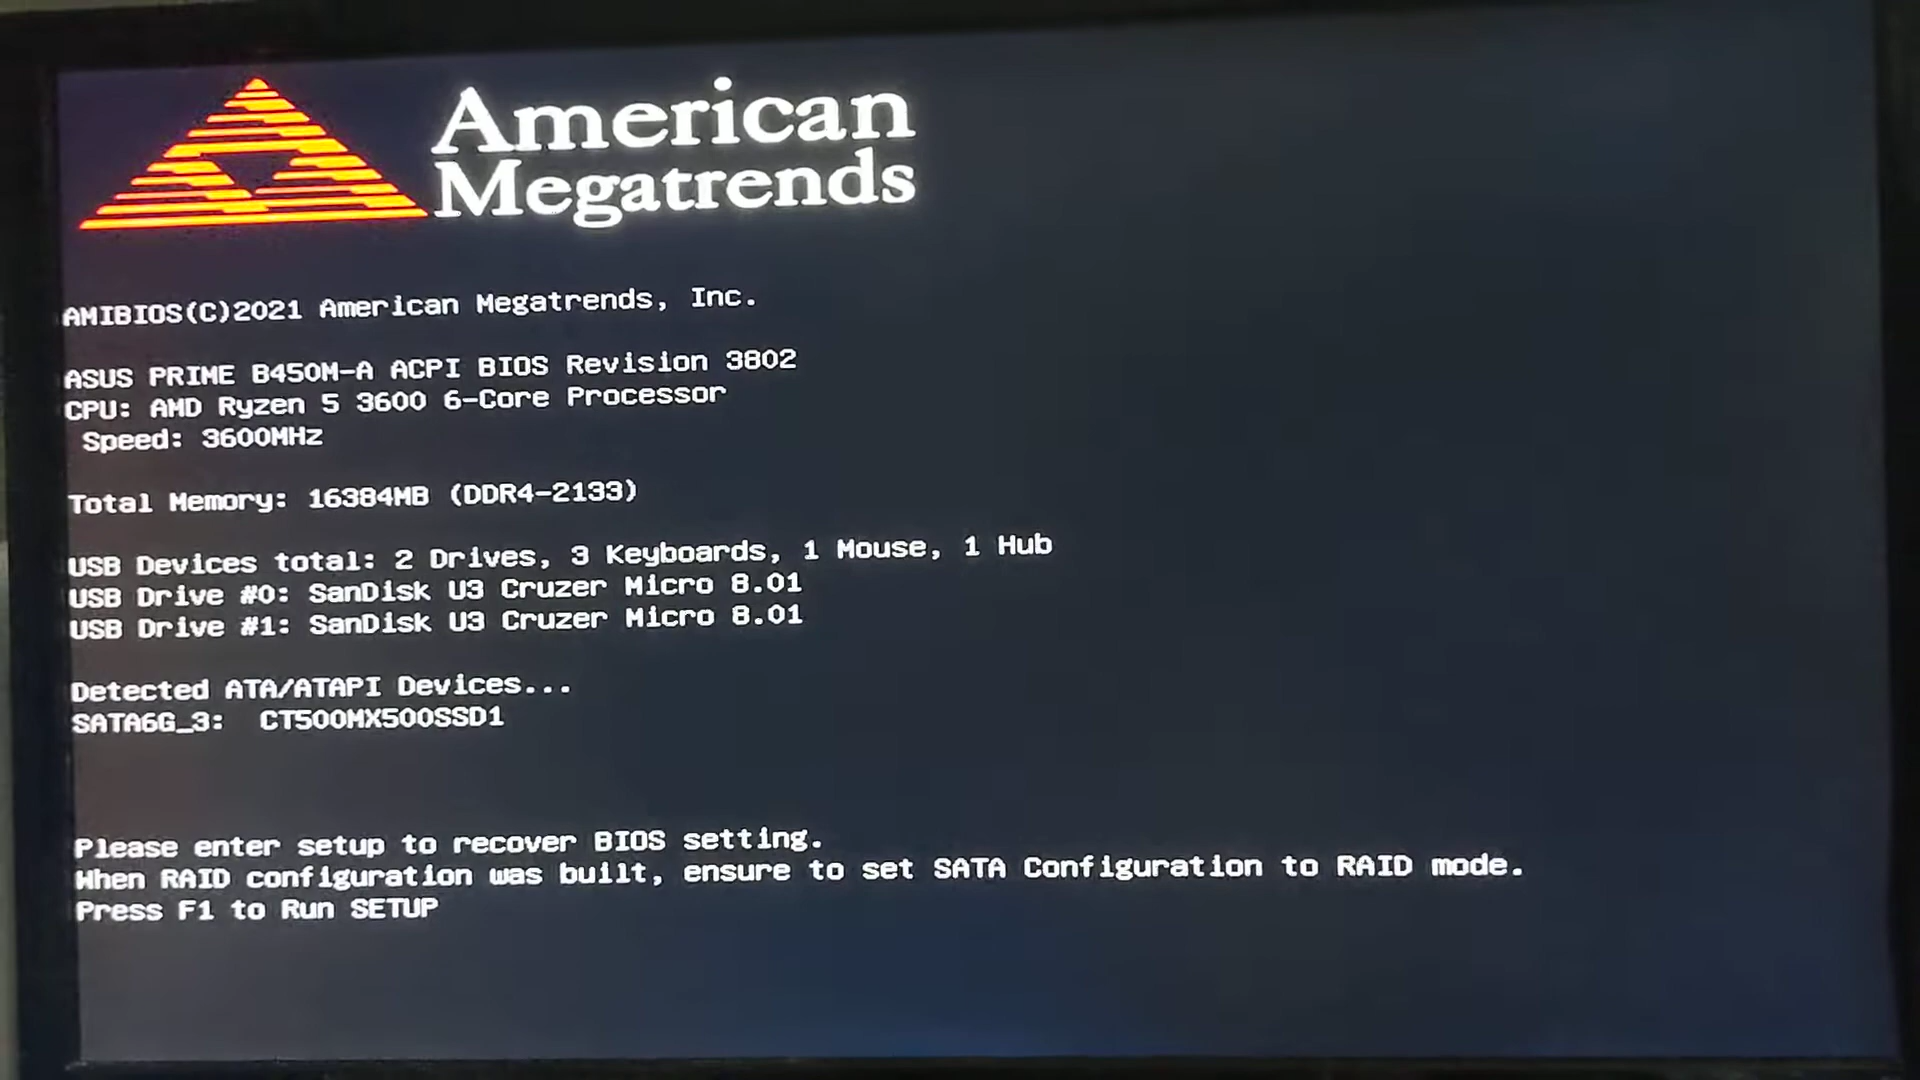 American
Megatrends
AMIBIOS(C)2021 American Megatrends, Inc.
ASUS PRIME B450M-A ACPI BIOS Revision 3802
CPU: AMD Ryzen 5 3600 6-Core Processor
Speed: 3600MHz
Total Memory: 16384MB (DDR4-2133)
USB Devices total: 2 Drives, 3 Keyboards, 1 Mouse, 1 Hub
USB Drive #0: SanDisk U3 Cruzer Micro 8.01
USB Drive #1: SanDisk U3 Cruzer Micro 8.01
Detected ATA/ATAPI Devices...
SATA6G_3: CT500MX500SSD1
Please enter setup to recover BIOS setting.
When RAID configuration was built, ensure to set SATA Configuration to RAID mode.
Press F1 to Run SETUP